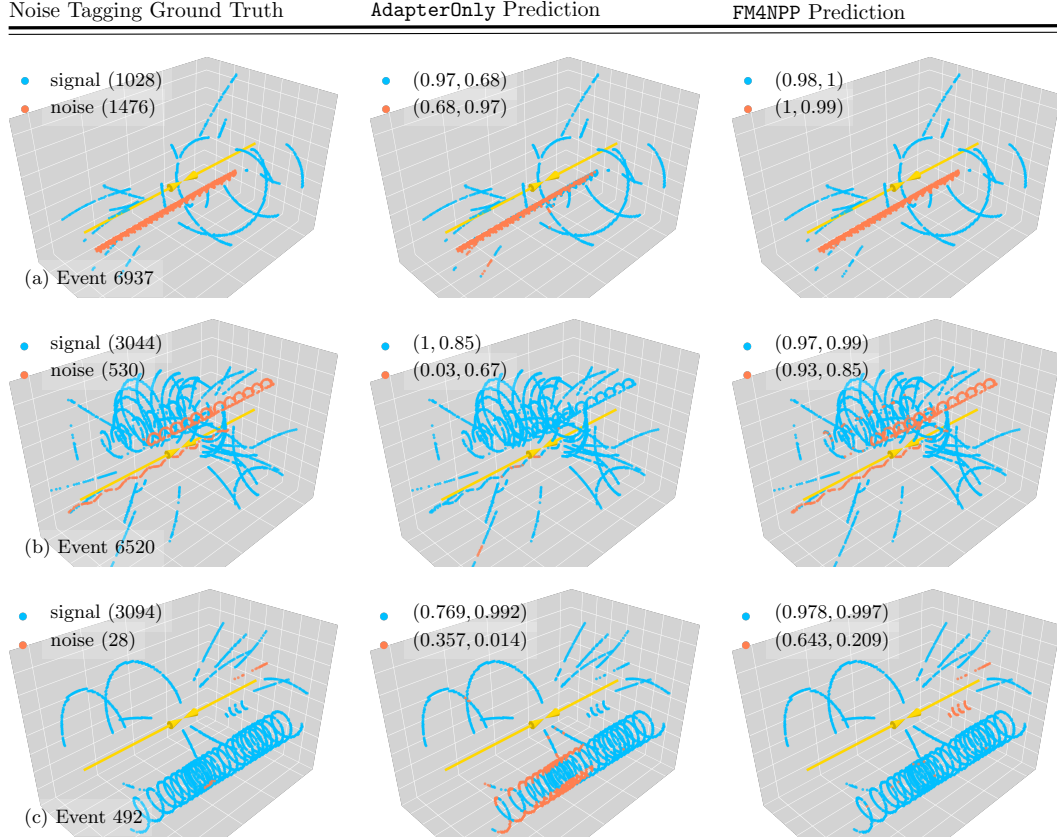 Noise Tagging Ground Truth AdapterOnly Prediction FM4NPP Prediction
signal (1028) (0.97, 0.68) (0.98, 1)
noise (1476) (0.68, 0.97) (1, 0.99)
(a) Event 6937
signal (3044) (1, 0.85) (0.97, 0.99)
noise (530) (0.03, 0.67) (0.93, 0.85)
(b) Event 6520
signal (3094) (0.769, 0.992) (0.978, 0.997)
noise (28) (0.357, 0.014) (0.643, 0.209)
(c) Event 492